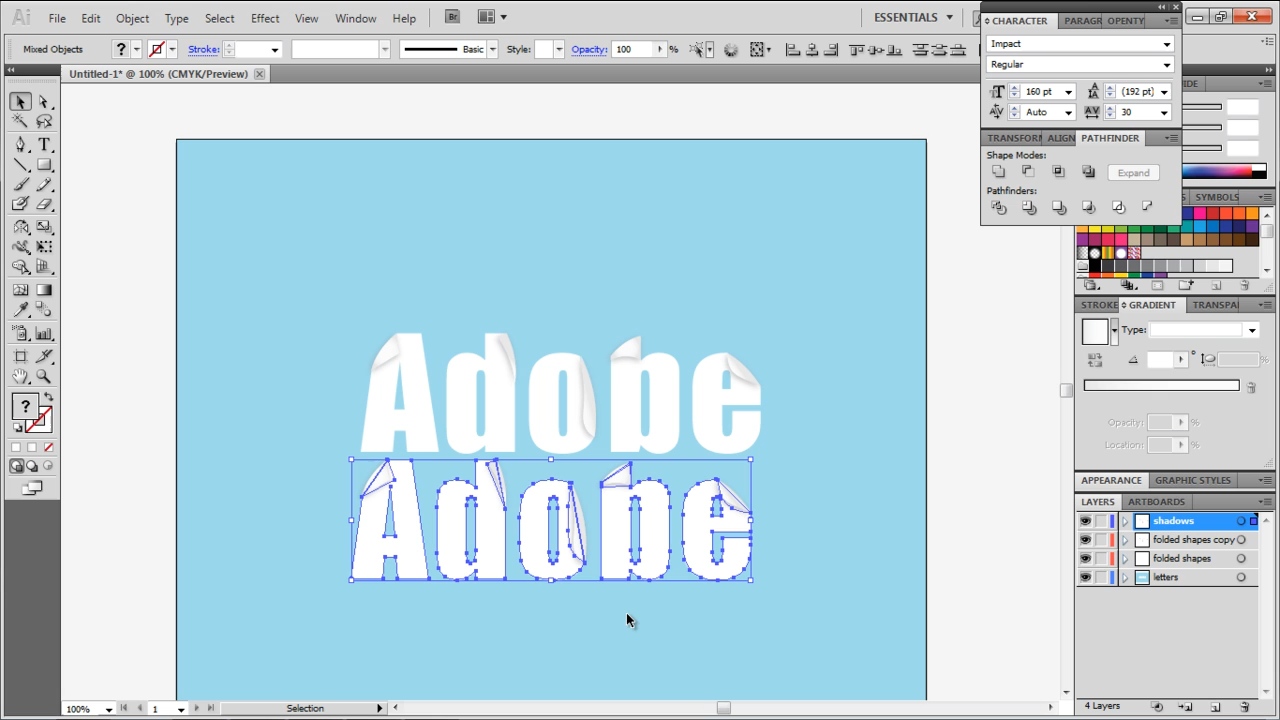 Ai File Edit Object Type Select Effect View Window Help Br ESSENTIALS
Mixed Objects ? Stroke: Basic Style: Opacity: 100 %
Untitled-1* @ 100% (CMYK/Preview)
CHARACTER PARAGR OPENTY
Impact
Regular
160 pt (192 pt)
Auto 30
TRANSFORM ALIGN PATHFINDER
Shape Modes:
Expand
Pathfinders:
IDE
SYMBOLS
STROKE GRADIENT TRANSPA
Type:
Opacity: %
Location:
APPEARANCE GRAPHIC STYLES
LAYERS ARTBOARDS
shadows
folded shapes copy
folded shapes
letters
4 Layers
?
Adobe
Adobe
100% 1 Selection